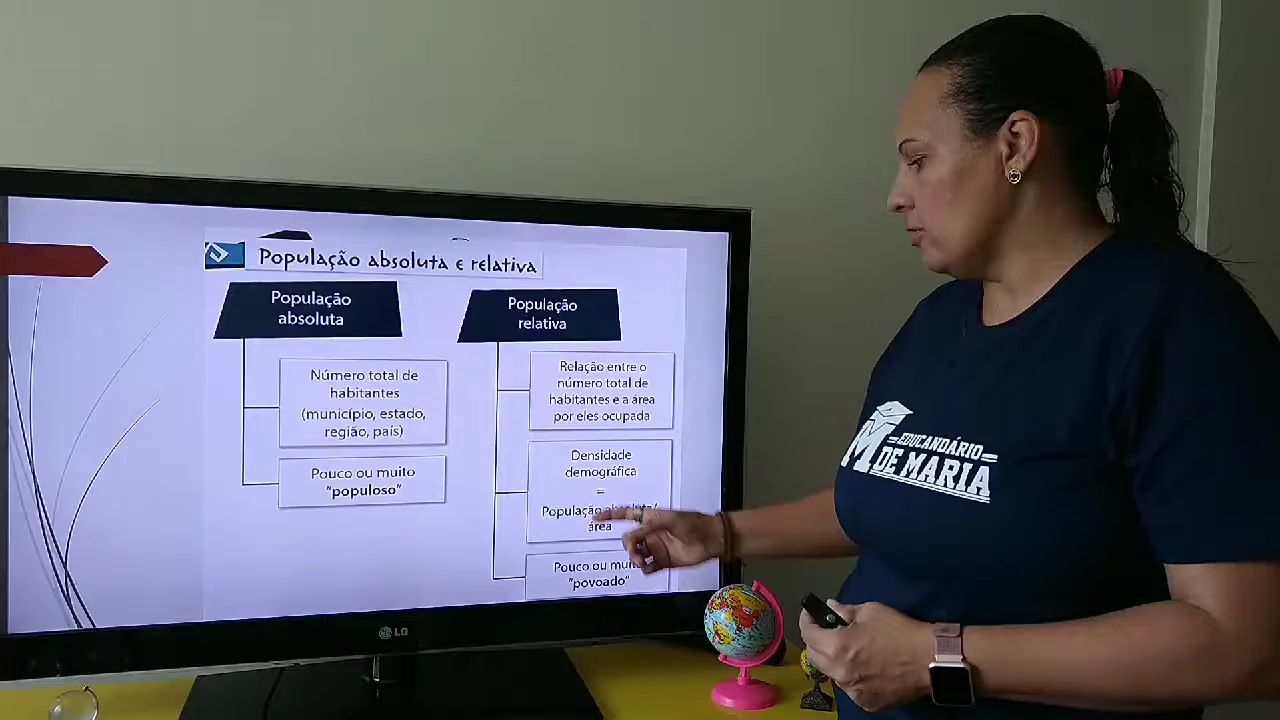 População absoluta e relativa
População
absoluta
Número total de
habitantes
(município, estado,
região, país)
Pouco ou muito
"populoso"
População
relativa
Relação entre o
número total de
habitantes e a área
por eles ocupada
Densidade
demográfica
=
População absoluta/
área
Pouco ou muito
"povoado"
LG
EDUCANDÁRIO
DE MARIA